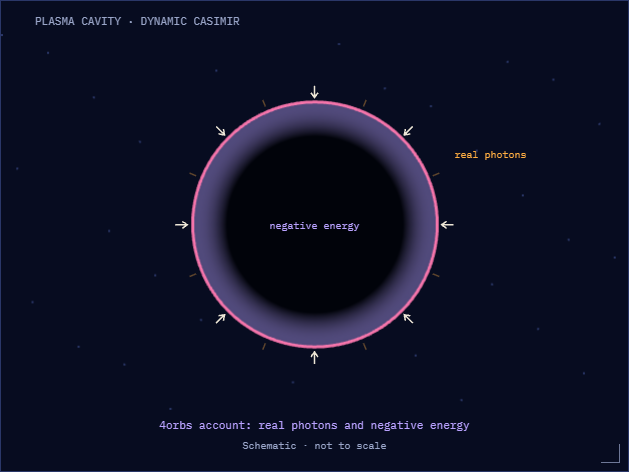 PLASMA CAVITY · DYNAMIC CASIMIR
real photons
negative energy
4orbs account: real photons and negative energy
Schematic · not to scale